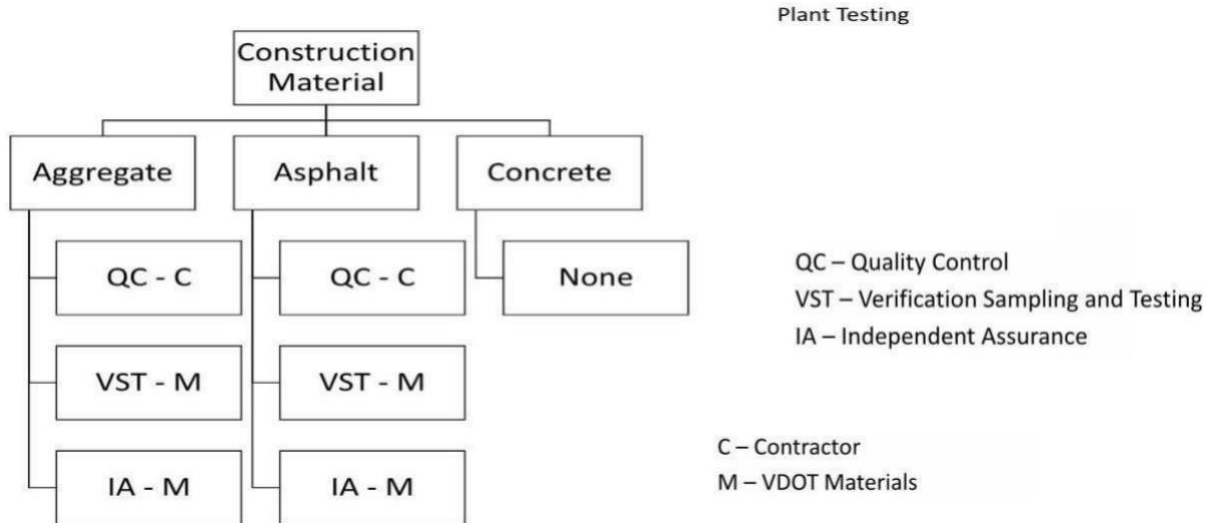 Plant Testing
Construction
Material
Aggregate
Asphalt
Concrete
QC - C
QC - C
None
VST - M
VST - M
IA - M
IA - M
QC – Quality Control
VST – Verification Sampling and Testing
IA – Independent Assurance
C – Contractor
M – VDOT Materials